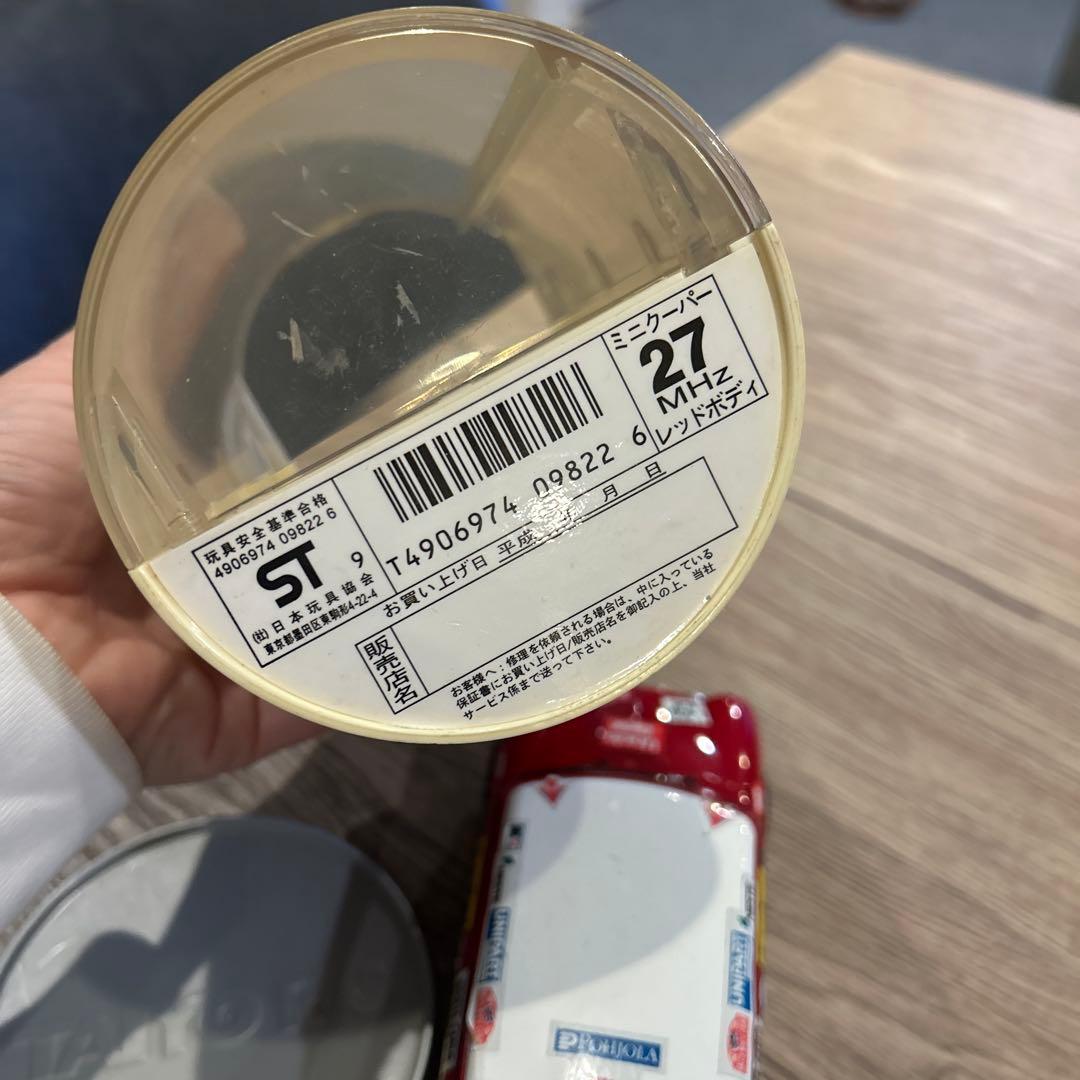 ミニクーパー
27
MHz
レッドボディ
T4906974 09822 6
玩具安全基準合格
4906974 09822 6
ST 9
(社)日本玩具協会
東京都墨田区東駒形4-22-4
お買い上げ日 平成 年 月 日
販売店名
お客様へ：修理を依頼される場合は、中に入っている
保証書にお買い上げ日/販売店名を御記入の上、当社
サービス係まで送って下さい。
UNIPART
UNIPART
POHJOLA